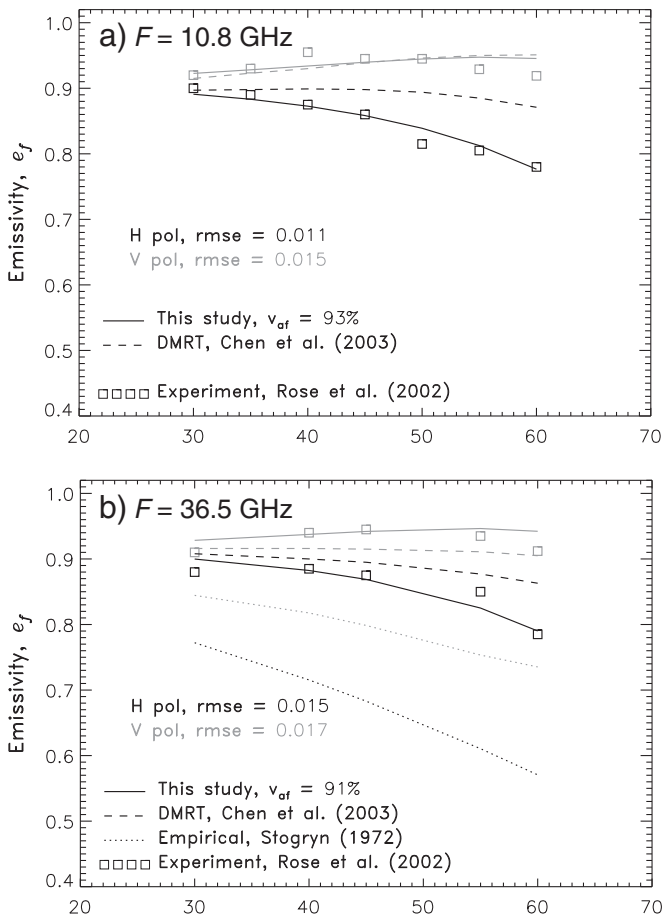 a) F = 10.8 GHz
1.0
0.9
0.8
0.7
0.6
0.5
0.4
Emissivity, ef
H pol, rmse = 0.011
V pol, rmse = 0.015
This study, vaf = 93%
DMRT, Chen et al. (2003)
Experiment, Rose et al. (2002)
20 30 40 50 60 70
b) F = 36.5 GHz
1.0
0.9
0.8
0.7
0.6
0.5
0.4
Emissivity, ef
H pol, rmse = 0.015
V pol, rmse = 0.017
This study, vaf = 91%
DMRT, Chen et al. (2003)
Empirical, Stogryn (1972)
Experiment, Rose et al. (2002)
20 30 40 50 60 70